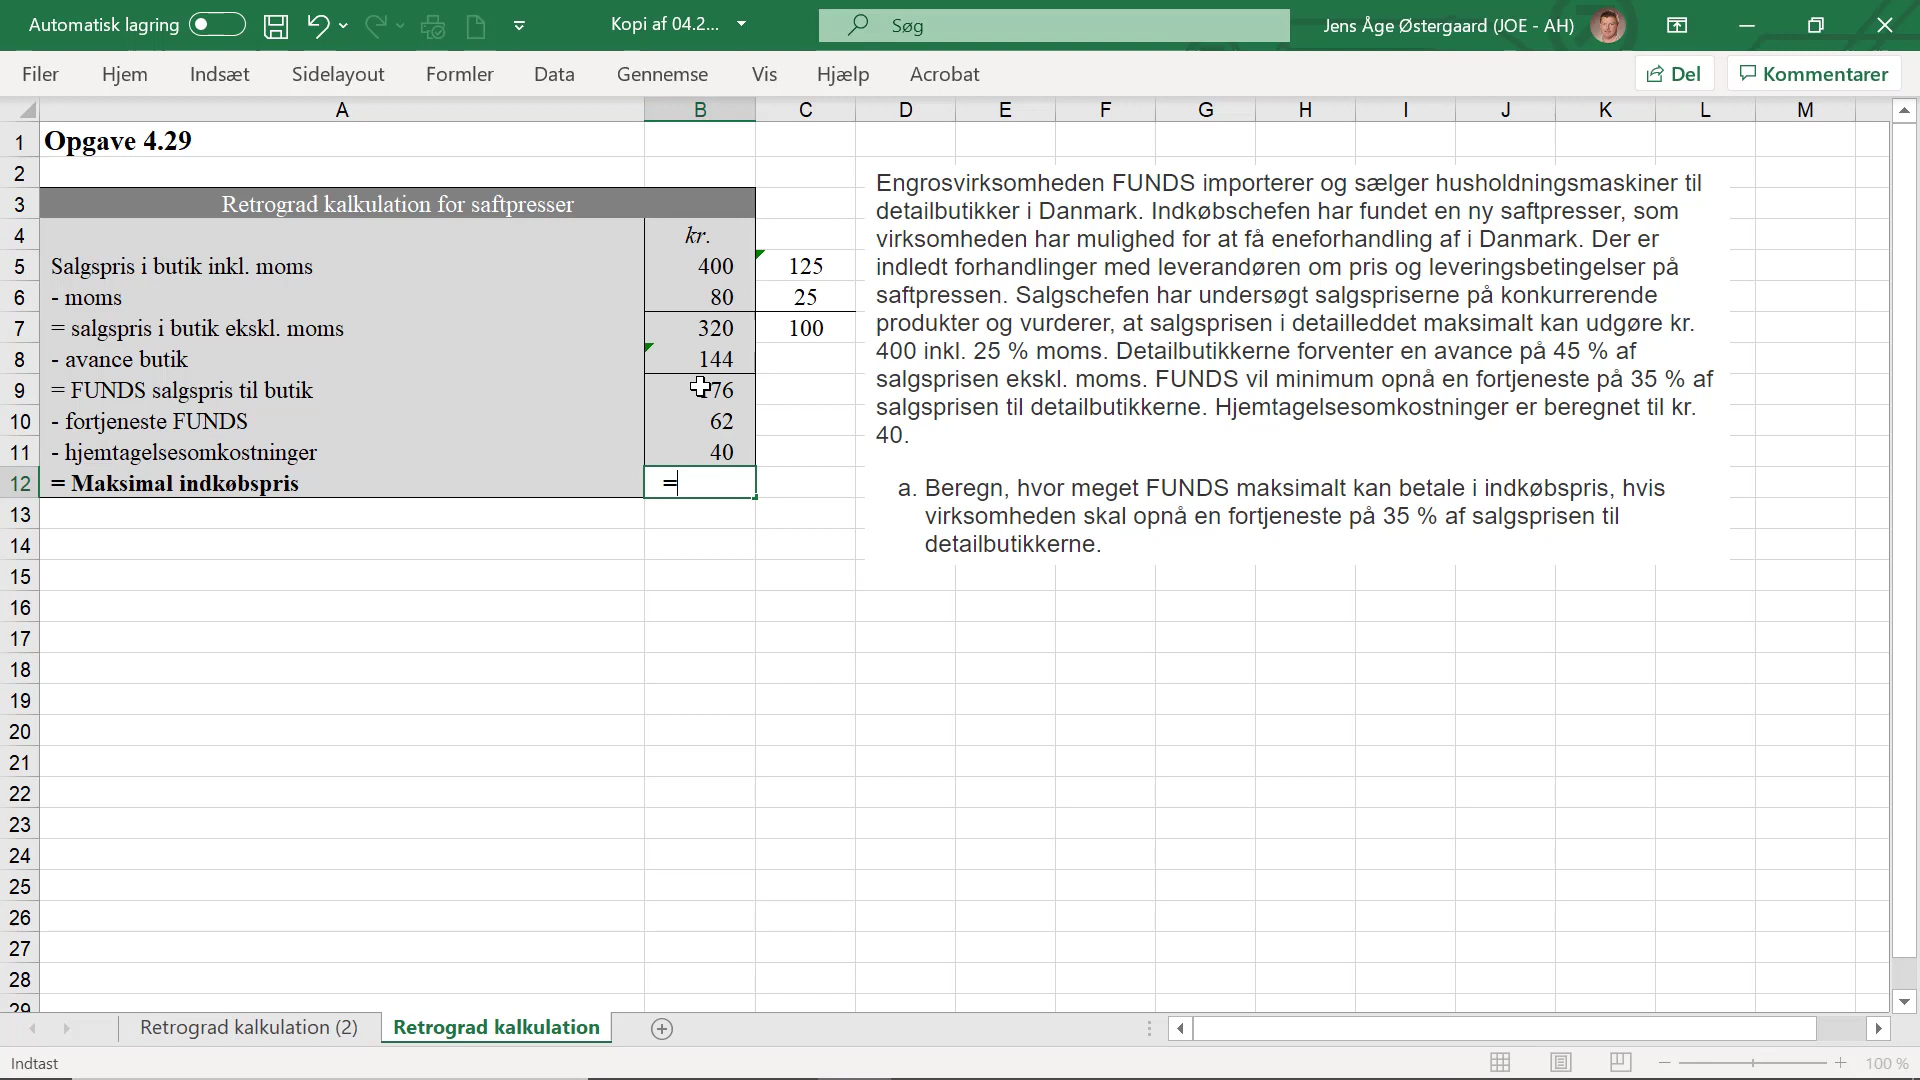 Automatisk lagring
Kopi af 04.2...
Søg
Jens Åge Østergaard (JOE - AH)
Filer Hjem Indsæt Sidelayout Formler Data Gennemse Vis Hjælp Acrobat Del Kommentarer
A B C D E F G H I J K L M
1 Opgave 4.29
2
3 Retrograd kalkulation for saftpresser
4 kr.
5 Salgspris i butik inkl. moms 400 125
6 - moms 80 25
7 = salgspris i butik ekskl. moms 320 100
8 - avance butik 144
9 = FUNDS salgspris til butik 76
10 - fortjeneste FUNDS 62
11 - hjemtagelsesomkostninger 40
12 = Maksimal indkøbspris =
13
14
15
16
17
18
19
20
21
22
23
24
25
26
27
28
29
Engrosvirksomheden FUNDS importerer og sælger husholdningsmaskiner til
detailbutikker i Danmark. Indkøbschefen har fundet en ny saftpresser, som
virksomheden har mulighed for at få eneforhandling af i Danmark. Der er
indledt forhandlinger med leverandøren om pris og leveringsbetingelser på
saftpressen. Salgschefen har undersøgt salgspriserne på konkurrerende
produkter og vurderer, at salgsprisen i detailleddet maksimalt kan udgøre kr.
400 inkl. 25 % moms. Detailbutikkerne forventer en avance på 45 % af
salgsprisen ekskl. moms. FUNDS vil minimum opnå en fortjeneste på 35 % af
salgsprisen til detailbutikkerne. Hjemtagelsesomkostninger er beregnet til kr.
40.
a. Beregn, hvor meget FUNDS maksimalt kan betale i indkøbspris, hvis
virksomheden skal opnå en fortjeneste på 35 % af salgsprisen til
detailbutikkerne.
Retrograd kalkulation (2) Retrograd kalkulation
Indtast
100 %